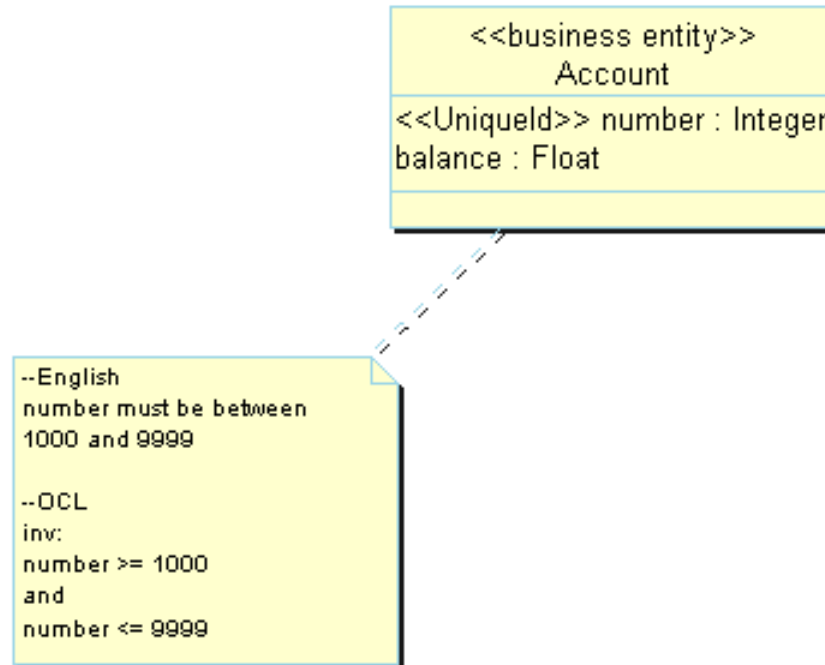 <<business entity>>
Account
<<UniqueId>> number : Integer
balance : Float
--English
number must be between
1000 and 9999
--OCL
inv:
number >= 1000
and
number <= 9999